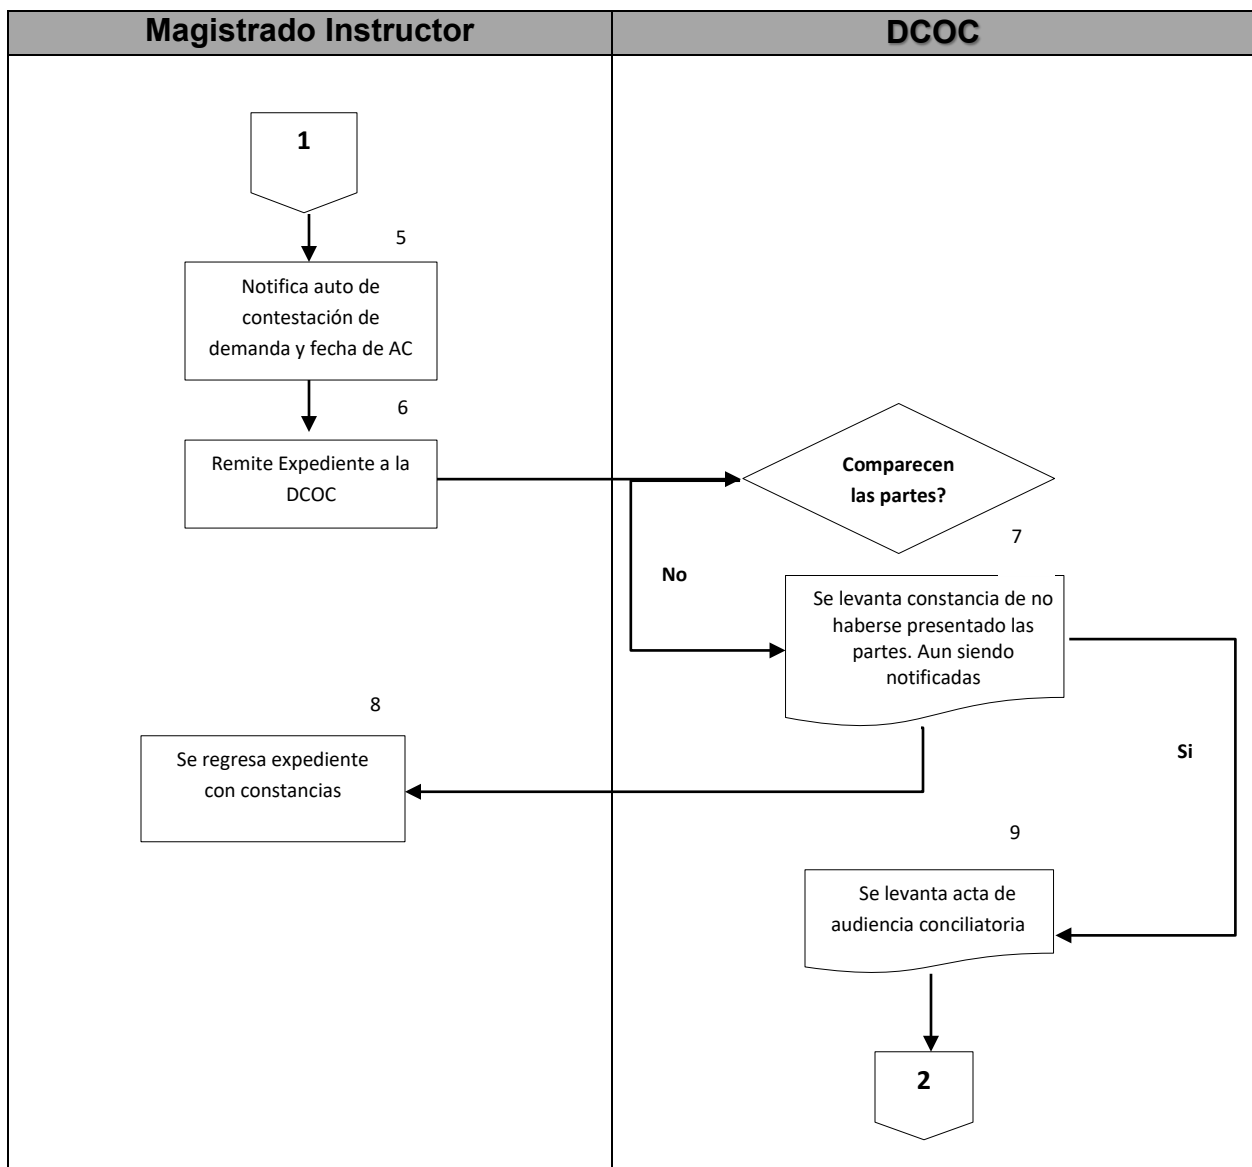 Magistrado Instructor
DCOC
1
5
Notifica auto de
contestación de
demanda y fecha de AC
6
Remite Expediente a la
DCOC
Comparecen
las partes?
7
No
Se levanta constancia de no
haberse presentado las
partes. Aun siendo
notificadas
8
Se regresa expediente
con constancias
Si
9
Se levanta acta de
audiencia conciliatoria
2